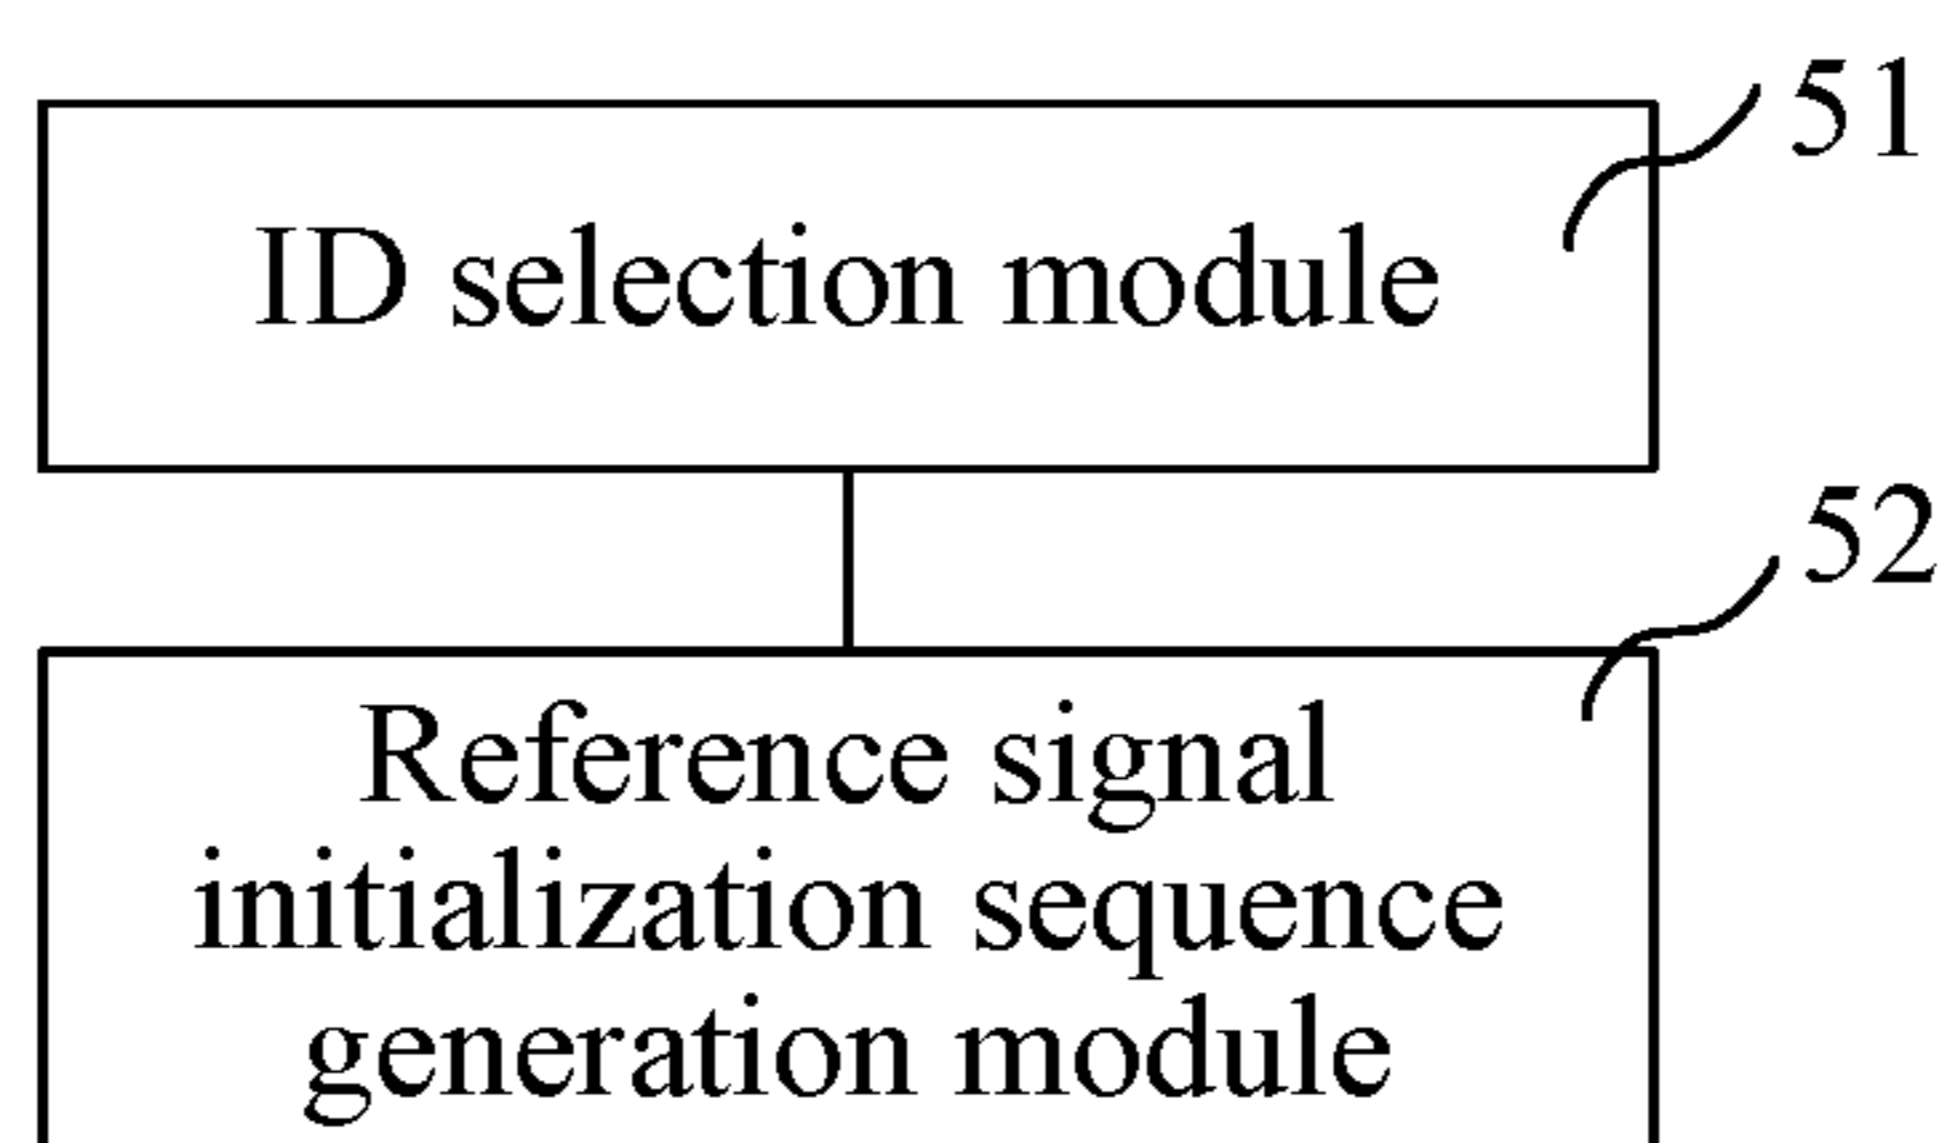 51
ID selection module
52
Reference signal
initialization sequence
generation module